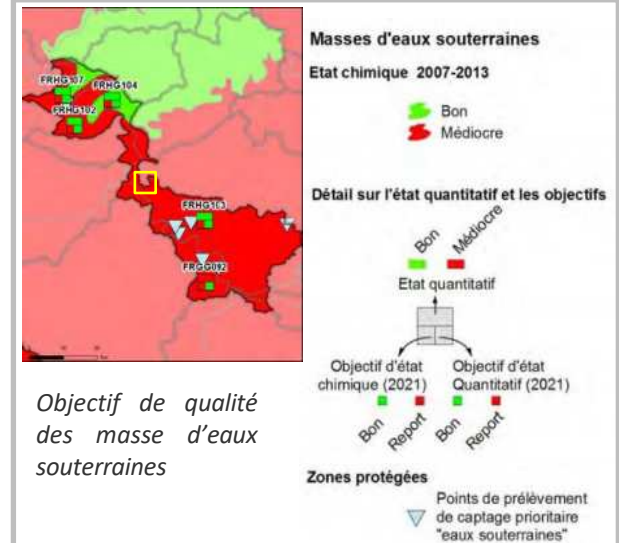 FRHG107
FRHG104
FRHG102
FRHG103
FRGG092
Objectif de qualité
des masse d'eaux
souterraines
Masses d'eaux souterraines
Etat chimique 2007-2013
Bon
Médiocre
Détail sur l'état quantitatif et les objectifs
Bon
Médiocre
Etat quantitatif
Objectif d'état
chimique (2021)
Bon
Report
Objectif d'état
Quantitatif (2021)
Bon
Report
Zones protégées
Points de prélèvement
de captage prioritaire
"eaux souterraines"